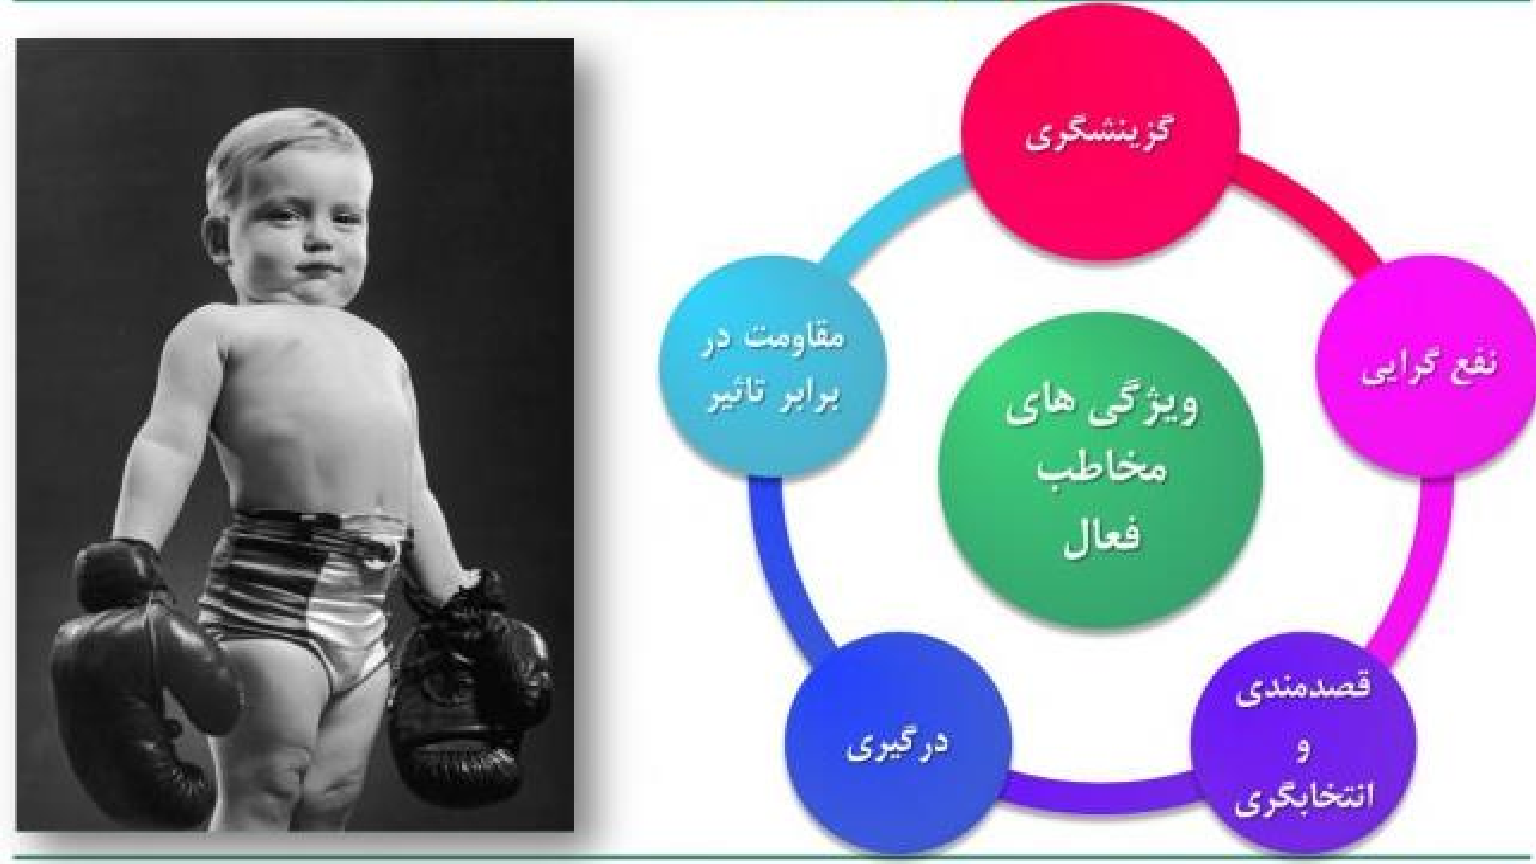 گزینشگری
نفع گرایی
قصدمندی
و
انتخابگری
درگیری
مقاومت در
برابر تاثیر
ویژگی های
مخاطب
فعال